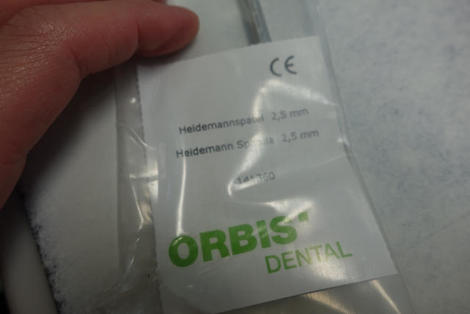 CE
Heidemannspatel 2,5 mm
Heidemann Spatula 2,5 mm
ORBIS
DENTAL